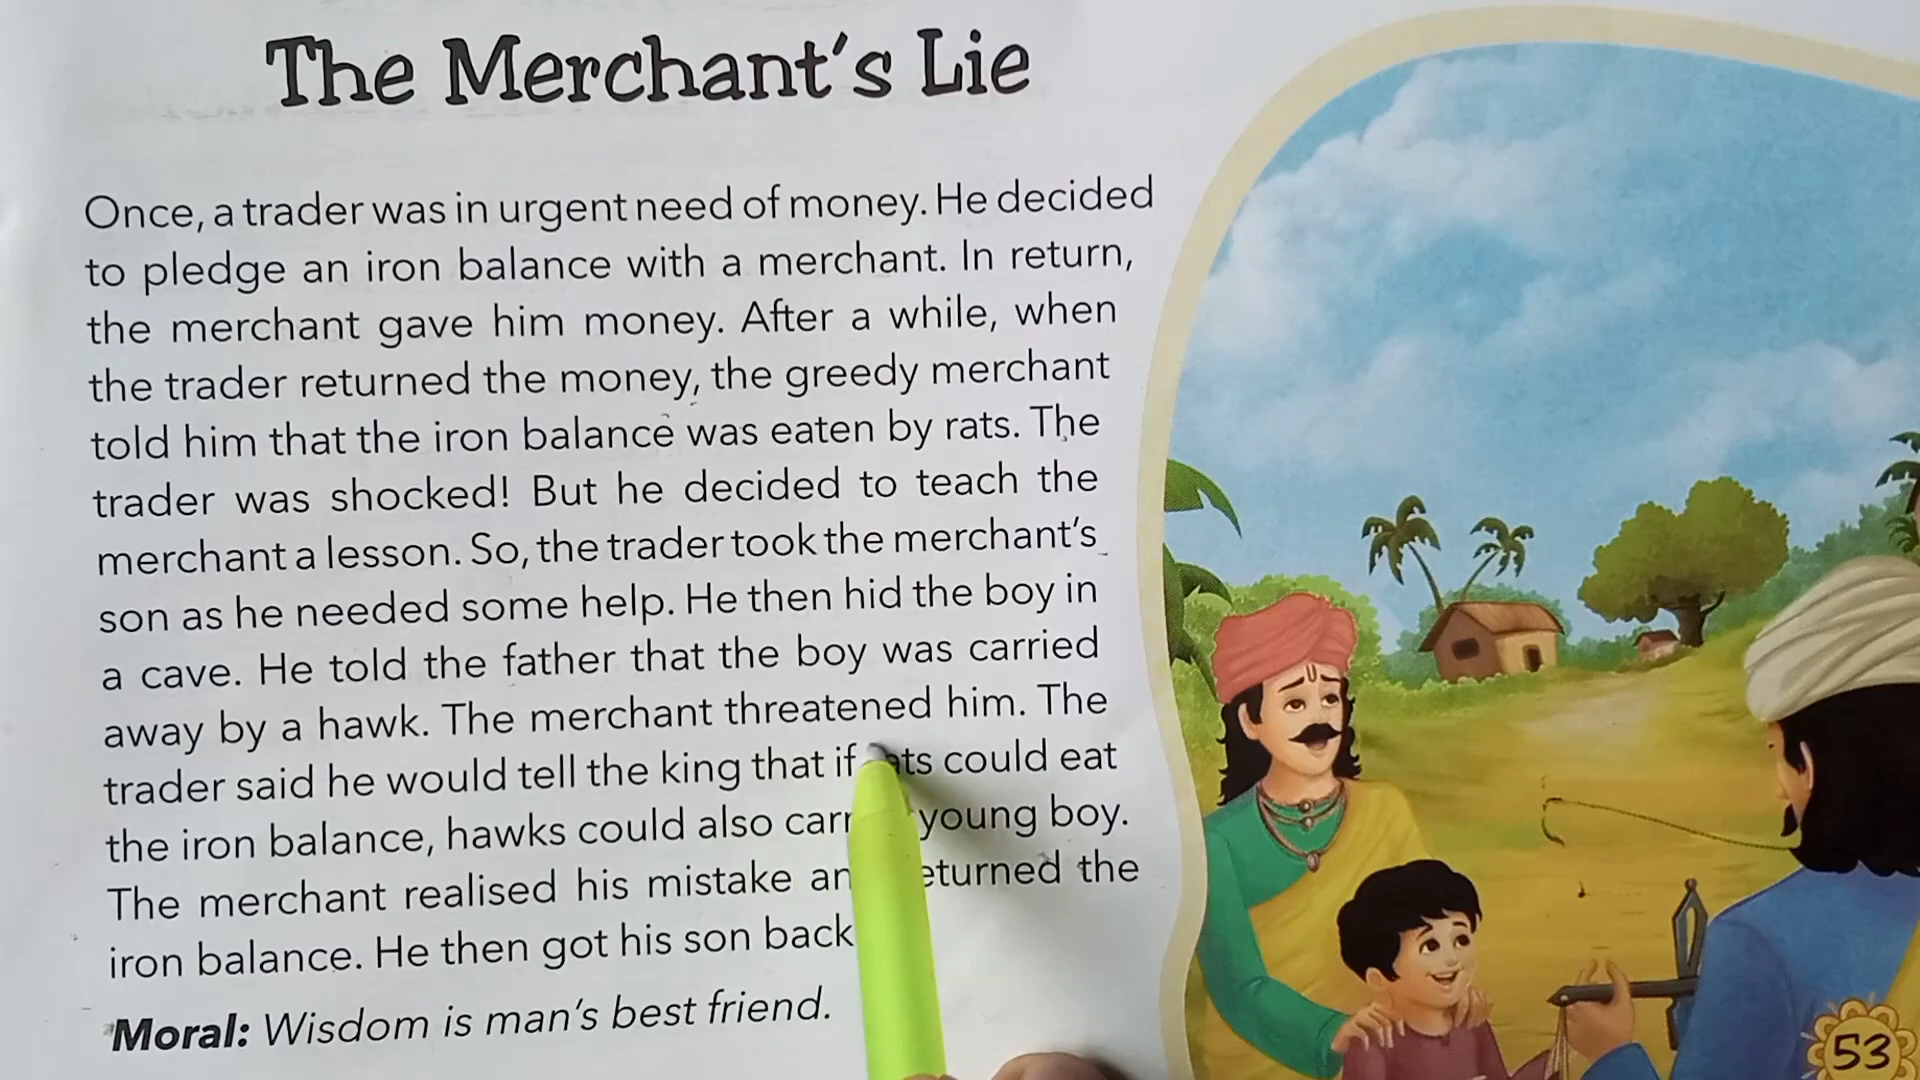 The Merchant's Lie
Once, a trader was in urgent need of money. He decided
to pledge an iron balance with a merchant. In return,
the merchant gave him money. After a while, when
the trader returned the money, the greedy merchant
told him that the iron balance was eaten by rats. The
trader was shocked! But he decided to teach the
merchant a lesson. So, the trader took the merchant's
son as he needed some help. He then hid the boy in
a cave. He told the father that the boy was carried
away by a hawk. The merchant threatened him. The
trader said he would tell the king that if could eat
the iron balance, hawks could also young boy.
The merchant realised his mistake the
iron balance. He then got his son back
Moral: Wisdom is man's best friend.
53